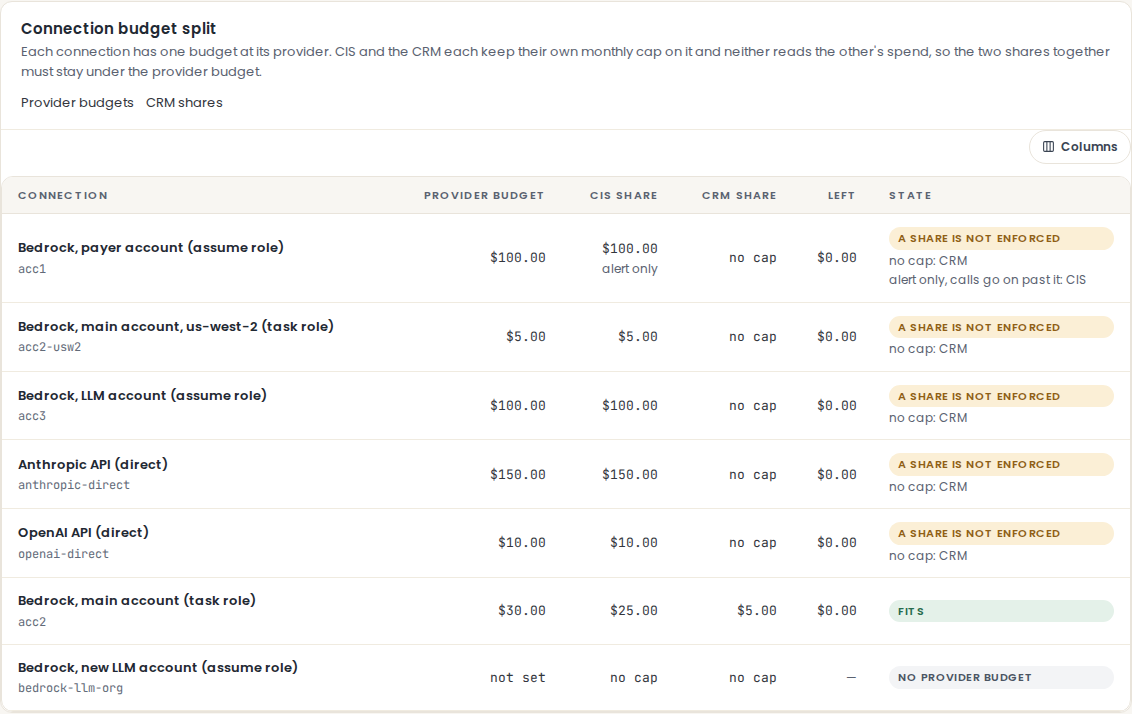 Connection budget split
Each connection has one budget at its provider. CIS and the CRM each keep their own monthly cap on it and neither reads the other's spend, so the two shares together
must stay under the provider budget.
Provider budgets CRM shares
Columns
CONNECTION PROVIDER BUDGET CIS SHARE CRM SHARE LEFT STATE
Bedrock, payer account (assume role)
acc1
$100.00
$100.00
alert only
no cap
$0.00
A SHARE IS NOT ENFORCED
no cap: CRM
alert only, calls go on past it: CIS
Bedrock, main account, us-west-2 (task role)
acc2-usw2
$5.00
$5.00
no cap
$0.00
A SHARE IS NOT ENFORCED
no cap: CRM
Bedrock, LLM account (assume role)
acc3
$100.00
$100.00
no cap
$0.00
A SHARE IS NOT ENFORCED
no cap: CRM
Anthropic API (direct)
anthropic-direct
$150.00
$150.00
no cap
$0.00
A SHARE IS NOT ENFORCED
no cap: CRM
OpenAI API (direct)
openai-direct
$10.00
$10.00
no cap
$0.00
A SHARE IS NOT ENFORCED
no cap: CRM
Bedrock, main account (task role)
acc2
$30.00
$25.00
$5.00
$0.00
FITS
Bedrock, new LLM account (assume role)
bedrock-llm-org
not set
no cap
no cap
—
NO PROVIDER BUDGET